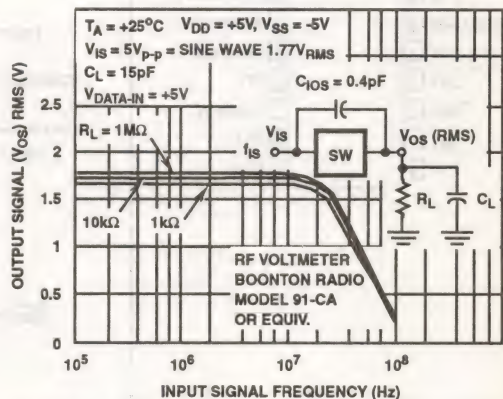 T_A = +25°C V_DD = +5V, V_SS = -5V
V_IS = 5V_p-p = SINE WAVE 1.77V_RMS
C_L = 15pF
V_DATA-IN = +5V
C_IOS = 0.4pF
R_L = 1MΩ
V_IS
f_IS
SW
V_OS (RMS)
R_L
C_L
10kΩ
1kΩ
RF VOLTMETER
BOONTON RADIO
MODEL 91-CA
OR EQUIV.
OUTPUT SIGNAL (V_OS) RMS (V)
2.5
2
1.5
1
0.5
0
10^5
10^6
10^7
10^8
INPUT SIGNAL FREQUENCY (Hz)